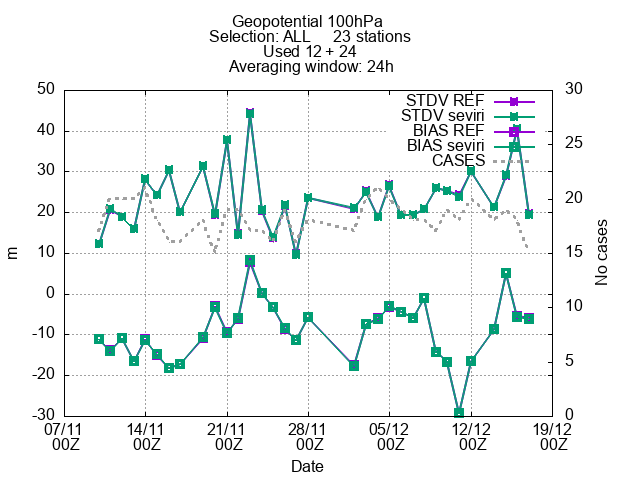 Geopotential 100hPa
Selection: ALL     23 stations
Used 12 + 24
Averaging window: 24h
STDV REF
STDV seviri
BIAS REF
BIAS seviri
CASES
50
40
30
20
10
0
-10
-20
-30
m
30
25
20
15
10
5
0
No cases
07/11 14/11 21/11 28/11 05/12 12/12 19/12
00Z 00Z 00Z 00Z 00Z 00Z 00Z
Date